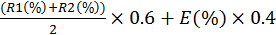 (R1(%)+R2(%))/2 × 0.6 + E(%) × 0.4